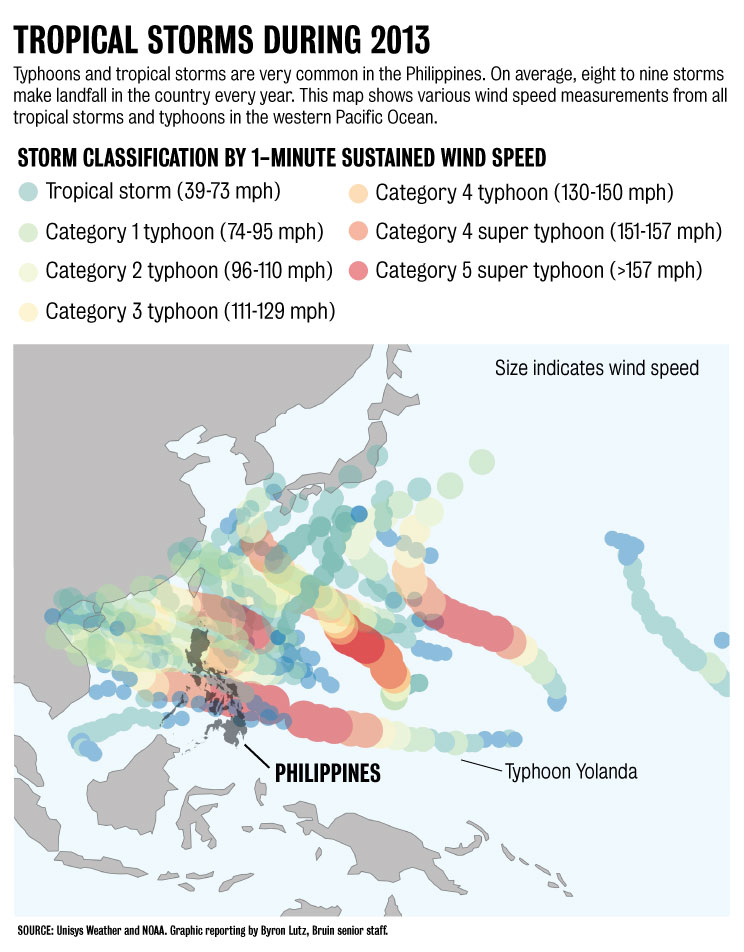 TROPICAL STORMS DURING 2013
Typhoons and tropical storms are very common in the Philippines. On average, eight to nine storms
make landfall in the country every year. This map shows various wind speed measurements from all
tropical storms and typhoons in the western Pacific Ocean.
STORM CLASSIFICATION BY 1-MINUTE SUSTAINED WIND SPEED
Tropical storm (39-73 mph)
Category 1 typhoon (74-95 mph)
Category 2 typhoon (96-110 mph)
Category 3 typhoon (111-129 mph)
Category 4 typhoon (130-150 mph)
Category 4 super typhoon (151-157 mph)
Category 5 super typhoon (>157 mph)
Size indicates wind speed
PHILIPPINES
Typhoon Yolanda
SOURCE: Unisys Weather and NOAA. Graphic reporting by Byron Lutz, Bruin senior staff.